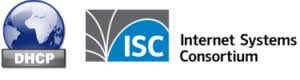 DHCP
ISC
Internet Systems
Consortium